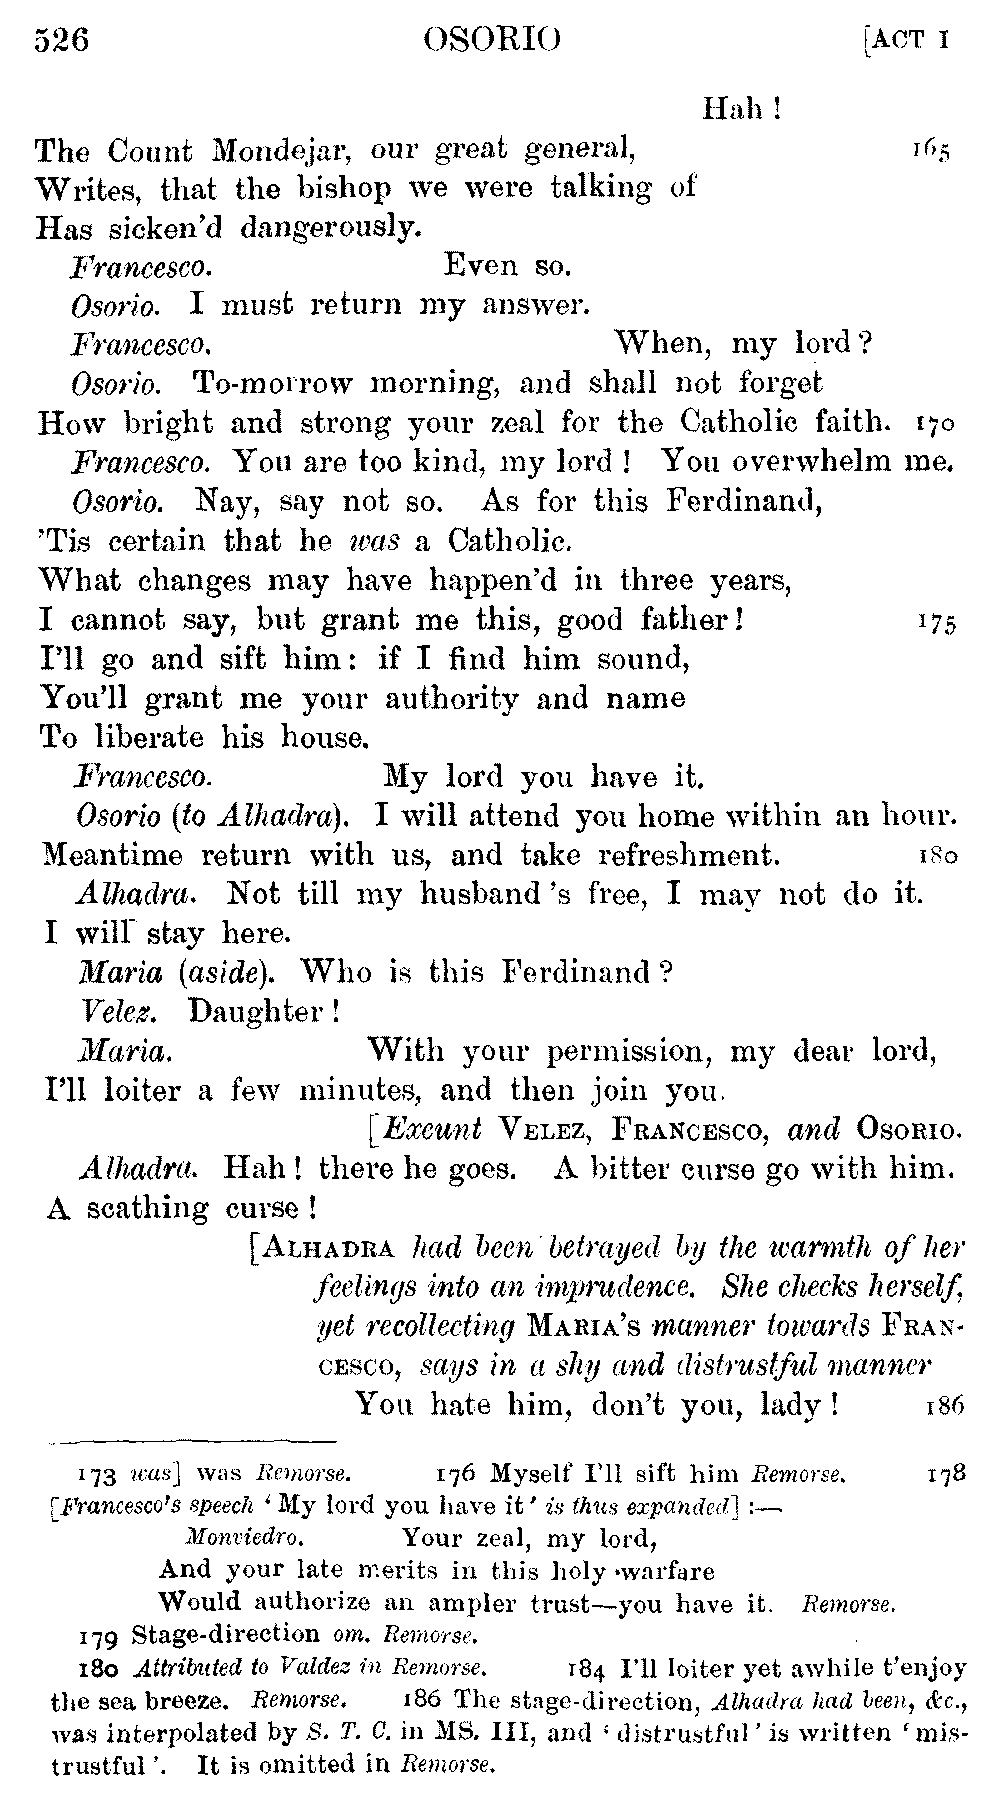 526 OSORIO [ACT I
Hah !
The Count Mondejar, our great general, 165
Writes, that the bishop we were talking of
Has sicken'd dangerously.
Francesco. Even so.
Osorio. I must return my answer.
Francesco. When, my lord?
Osorio. To-morrow morning, and shall not forget
How bright and strong your zeal for the Catholic faith. 170
Francesco. You are too kind, my lord ! You overwhelm me.
Osorio. Nay, say not so. As for this Ferdinand,
'Tis certain that he was a Catholic.
What changes may have happen'd in three years,
I cannot say, but grant me this, good father! 175
I'll go and sift him: if I find him sound,
You'll grant me your authority and name
To liberate his house.
Francesco. My lord you have it.
Osorio (to Alhadra). I will attend you home within an hour.
Meantime return with us, and take refreshment. 180
Alhadra. Not till my husband 's free, I may not do it.
I will stay here.
Maria (aside). Who is this Ferdinand?
Velez. Daughter!
Maria. With your permission, my dear lord,
I'll loiter a few minutes, and then join you.
[Exeunt VELEZ, FRANCESCO, and OSORIO.
Alhadra. Hah! there he goes. A bitter curse go with him.
A scathing curse!
[ALHADRA had been betrayed by the warmth of her
feelings into an imprudence. She checks herself,
yet recollecting MARIA'S manner towards FRAN-
CESCO, says in a shy and distrustful manner
You hate him, don't you, lady! 186
173 was] was Remorse. 176 Myself I'll sift him Remorse. 178
[Francesco's speech ' My lord you have it ' is thus expanded] :—
Monviedro. Your zeal, my lord,
And your late merits in this holy warfare
Would authorize an ampler trust—you have it. Remorse.
179 Stage-direction om. Remorse.
180 Attributed to Valdez in Remorse. 184 I'll loiter yet awhile t'enjoy
the sea breeze. Remorse. 186 The stage-direction, Alhadra had been, &c.,
was interpolated by S. T. C. in MS. III, and ' distrustful ' is written ' mis-
trustful '. It is omitted in Remorse.